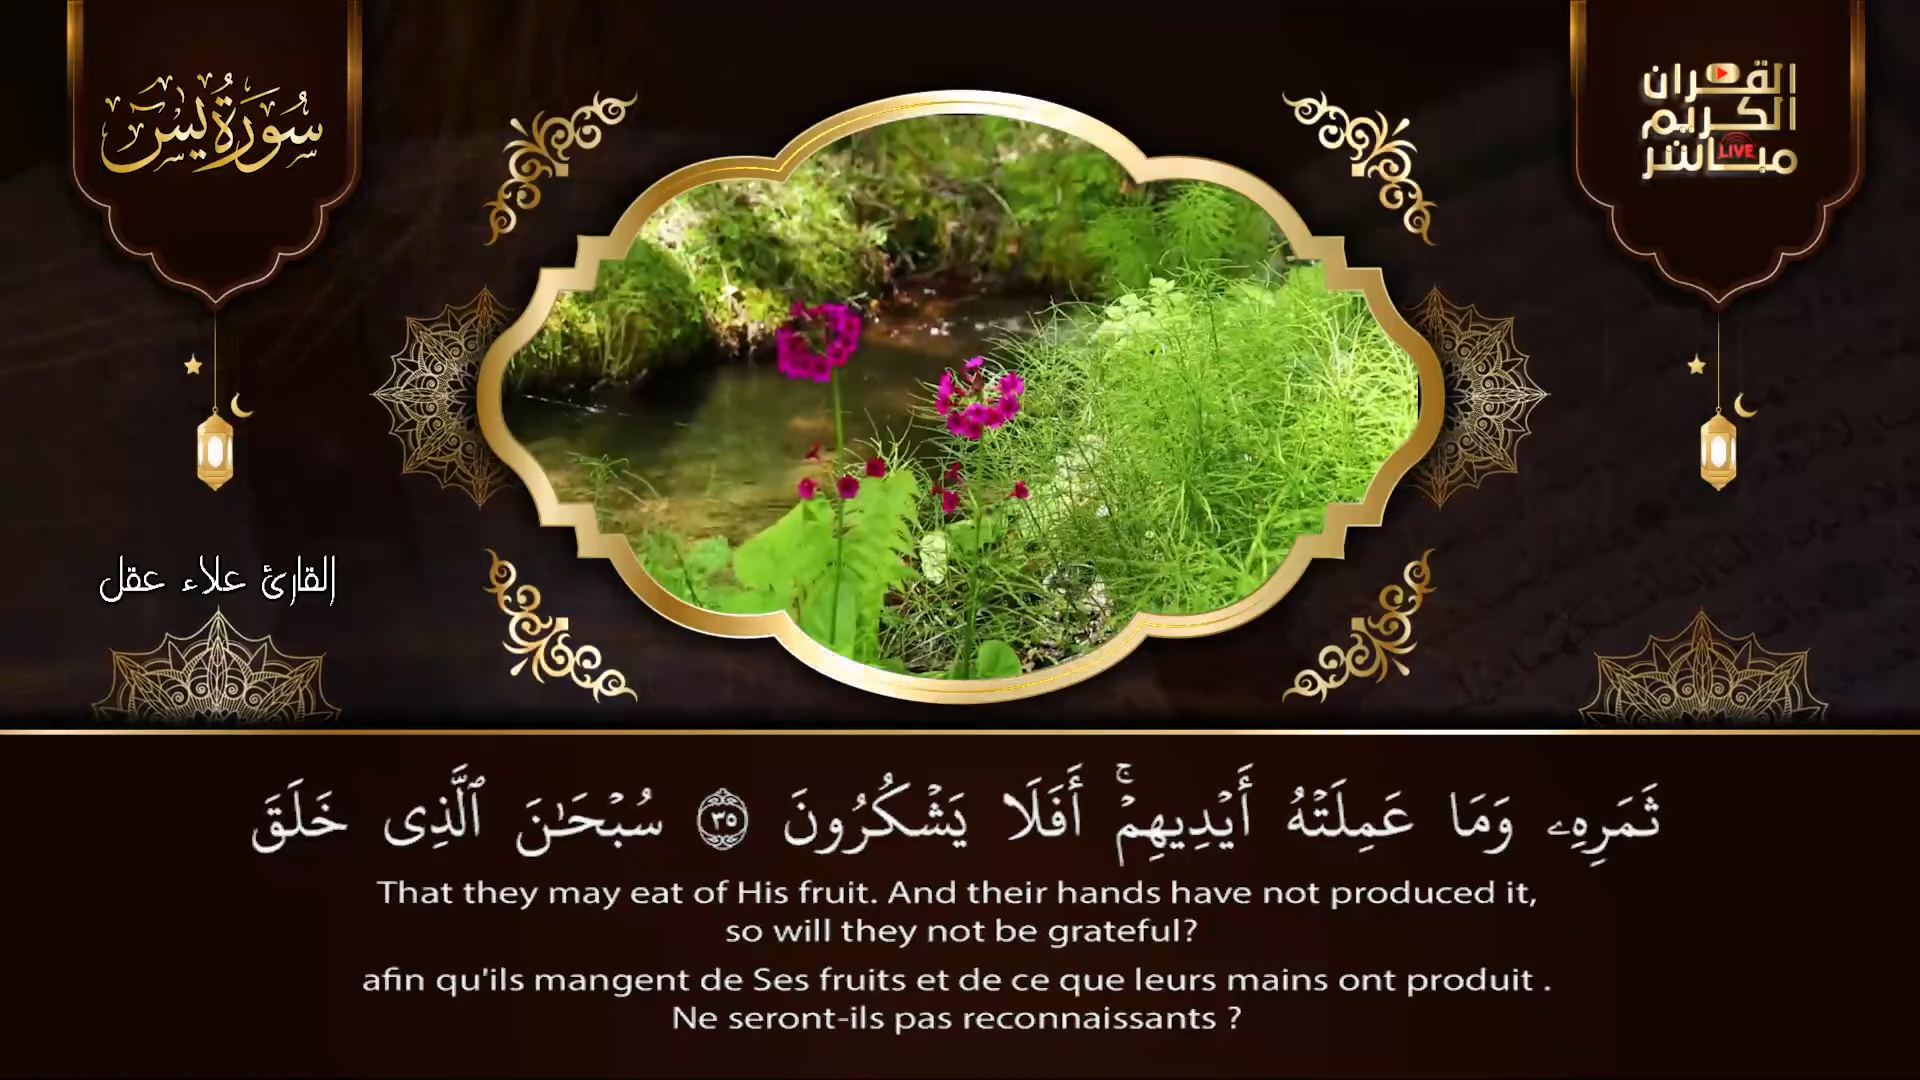 سُورَةُ يس
القرآن
الكريم
مباشر
LIVE
القارئ علاء عقل
ثَمَرِهِۦ وَمَا عَمِلَتْهُ أَيْدِيهِمْۚ أَفَلَا يَشْكُرُونَ ٣٥ سُبْحَـٰنَ ٱلَّذِى خَلَقَ
That they may eat of His fruit. And their hands have not produced it,
so will they not be grateful?
afin qu'ils mangent de Ses fruits et de ce que leurs mains ont produit .
Ne seront-ils pas reconnaissants ?